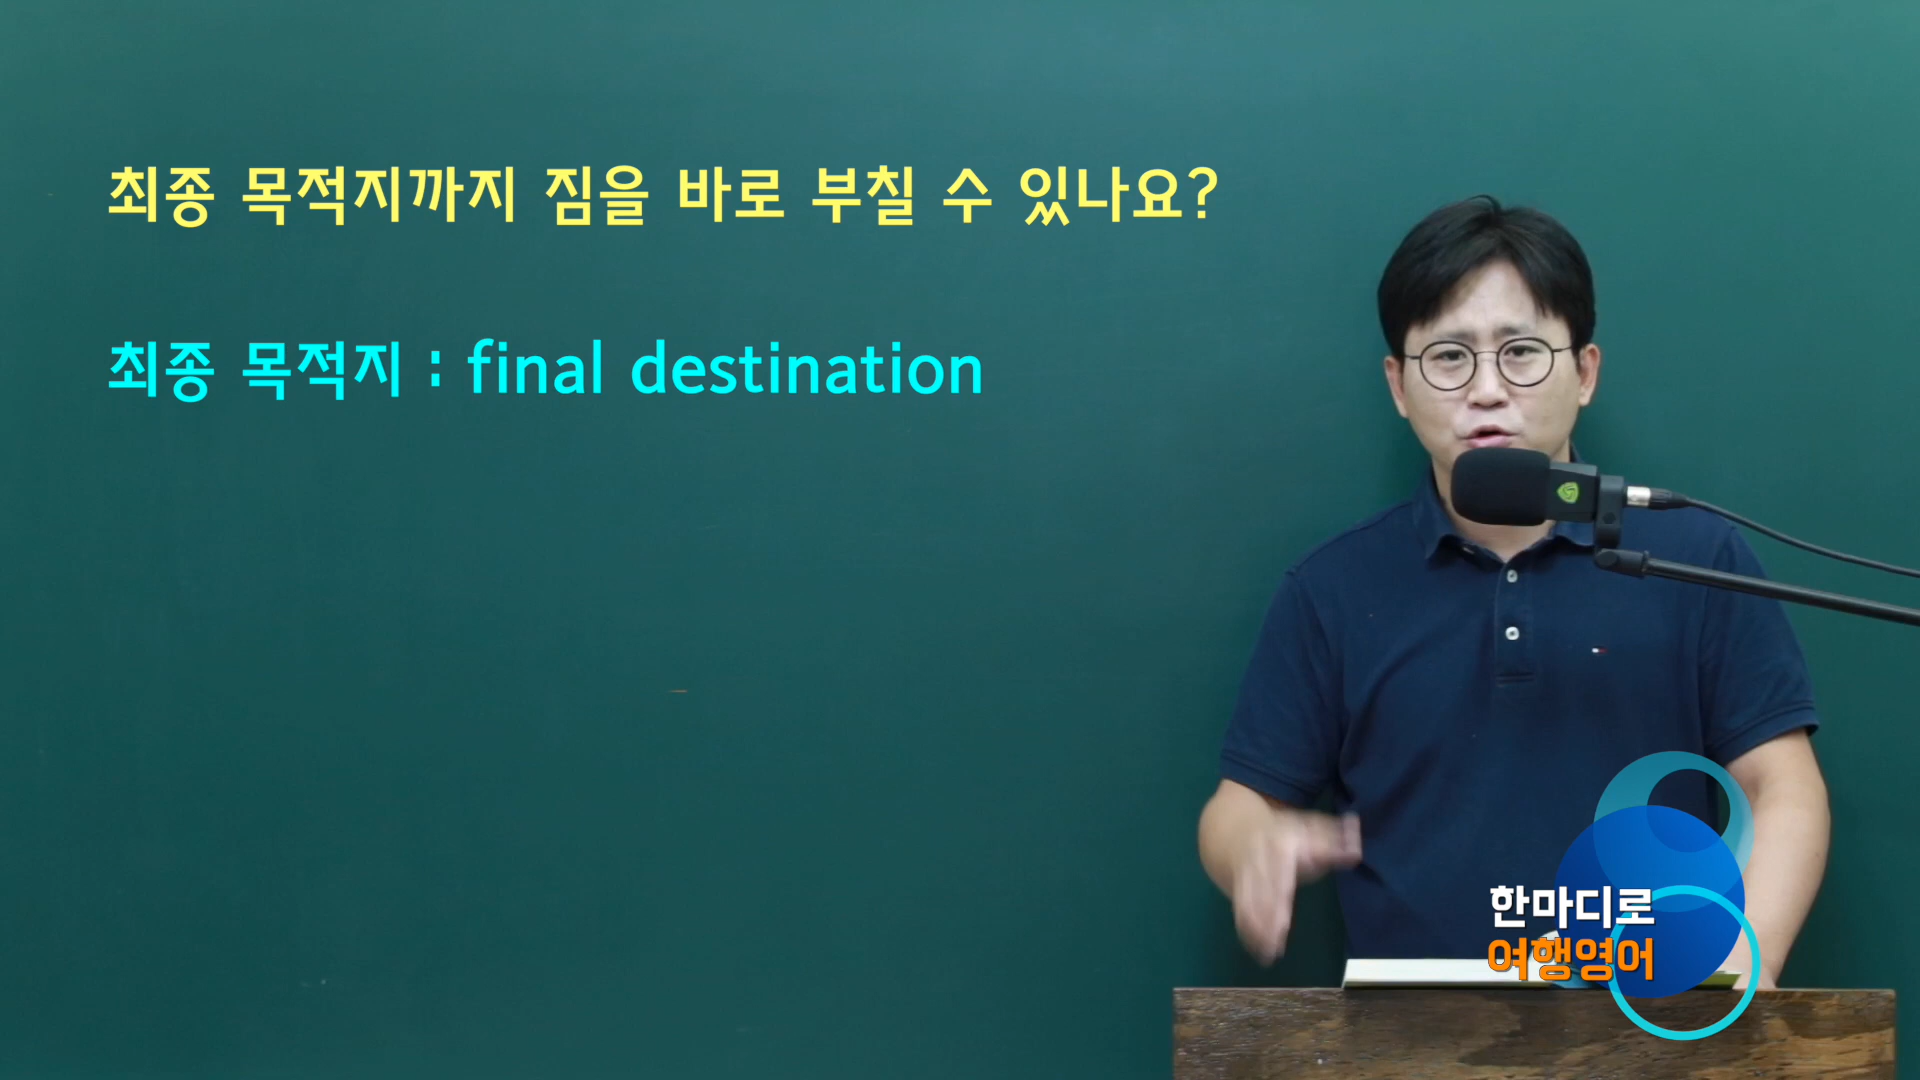 최종 목적지까지 짐을 바로 부칠 수 있나요?
최종 목적지 : final destination
한마디로
여행영어